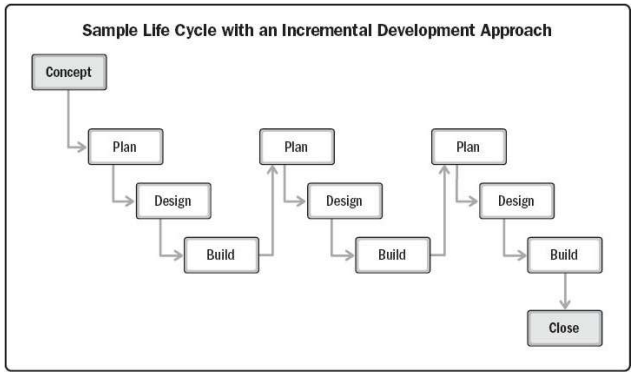 Sample Life Cycle with an Incremental Development Approach
Concept
Plan
Plan
Plan
Design
Design
Design
Build
Build
Build
Close